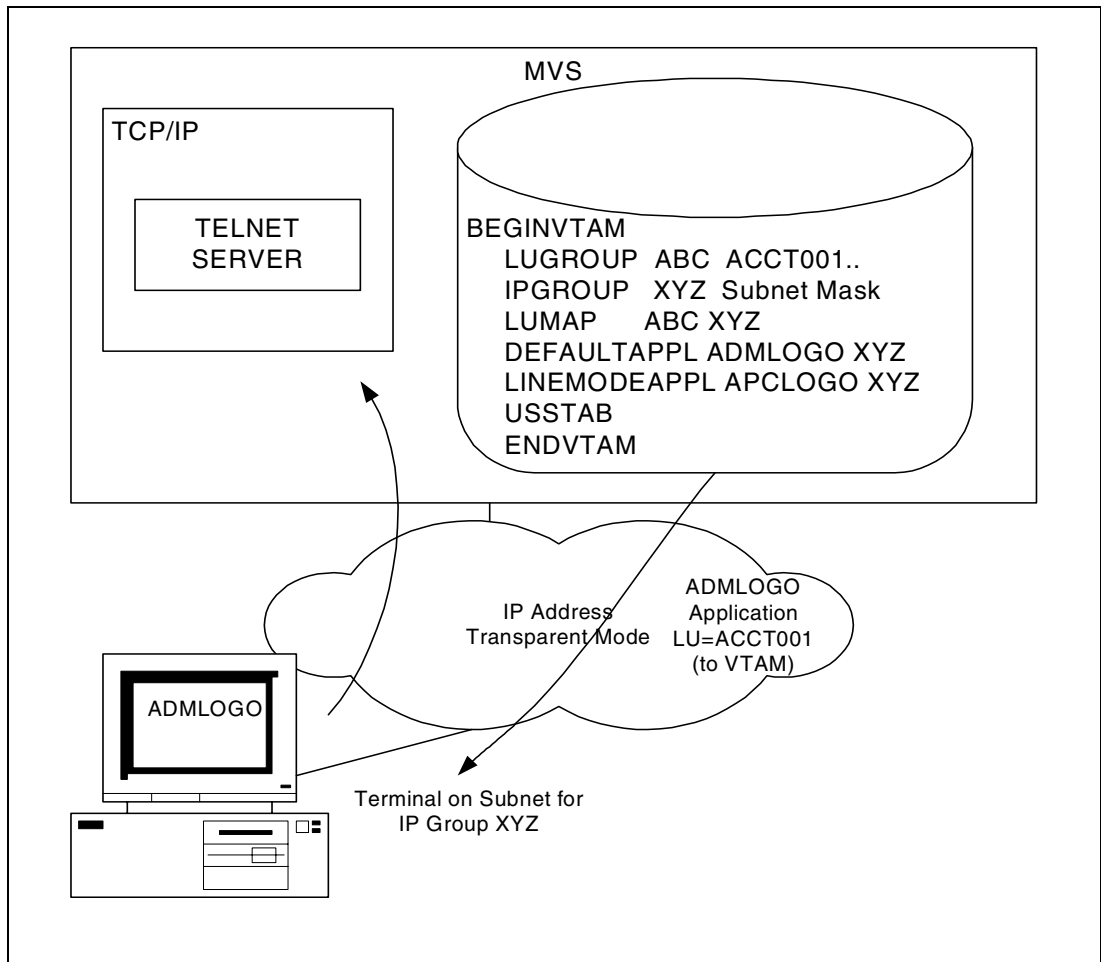 MVS
TCP/IP
TELNET
SERVER
BEGINVTAM
LUGROUP ABC ACCT001..
IPGROUP XYZ Subnet Mask
LUMAP ABC XYZ
DEFAULTAPPL ADMLOGO XYZ
LINEMODEAPPL APCLOGO XYZ
USSTAB
ENDVTAM
IP Address
Transparent Mode
ADMLOGO
Application
LU=ACCT001
(to VTAM)
ADMLOGO
Terminal on Subnet for
IP Group XYZ